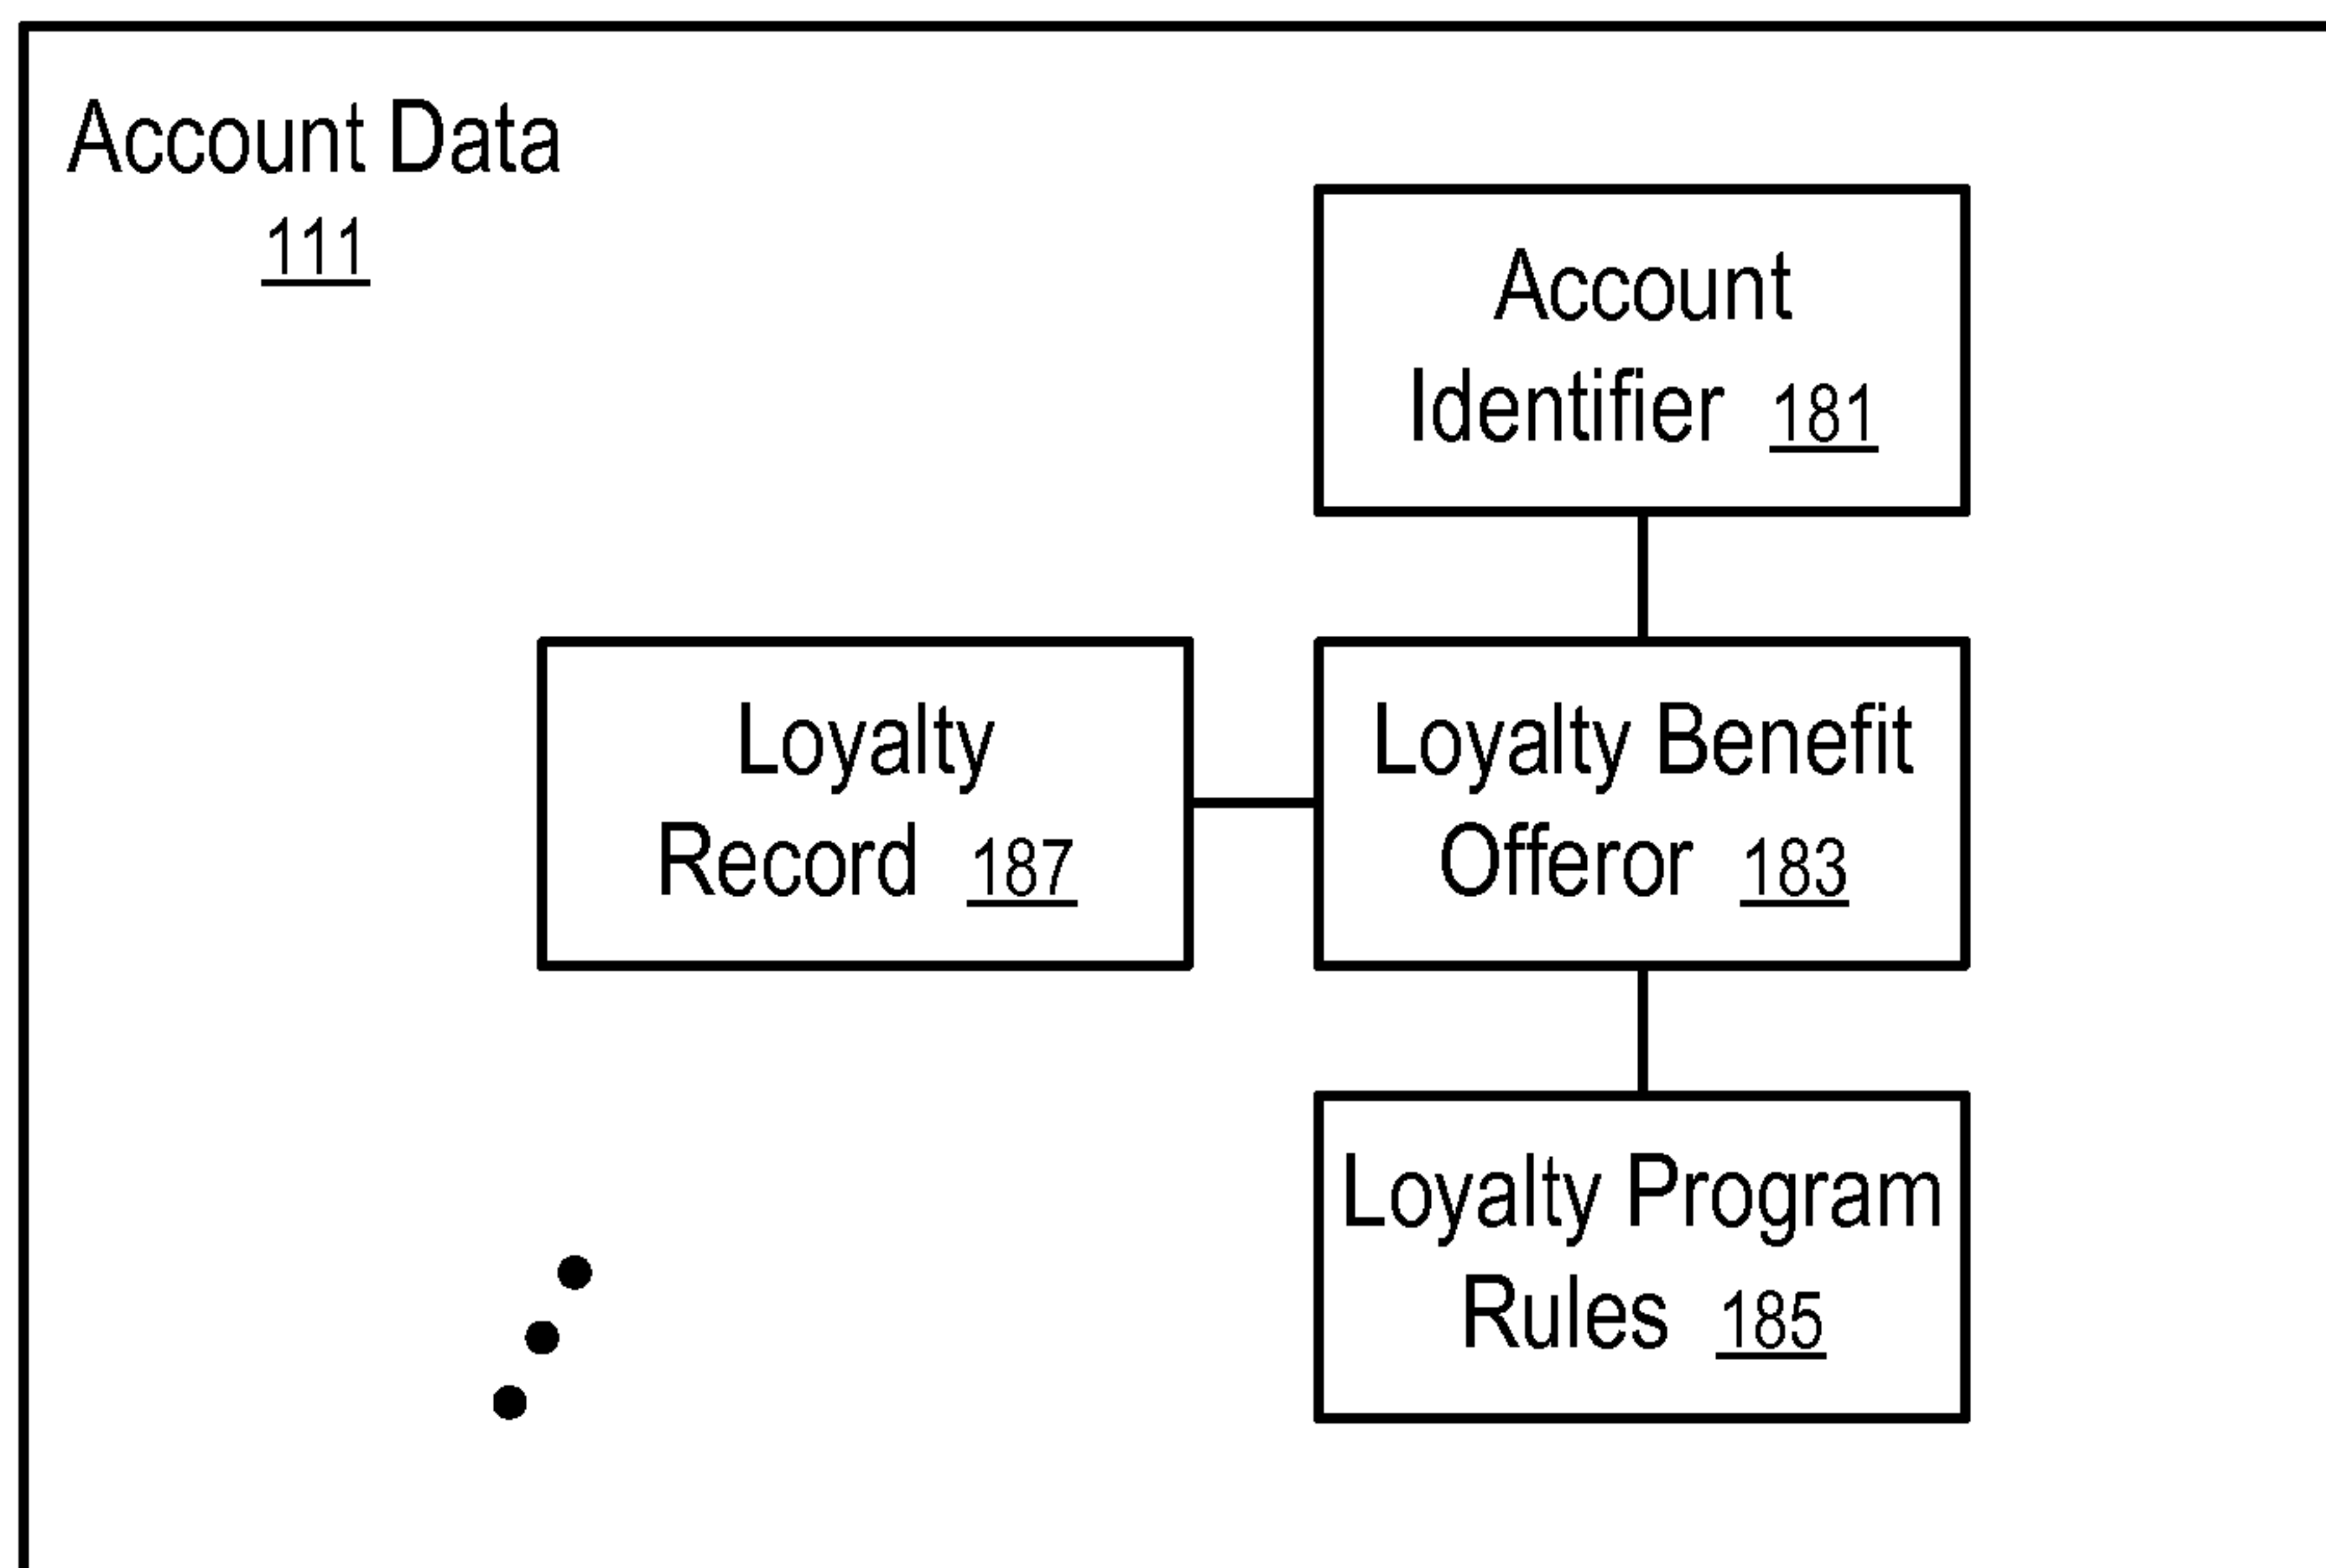 Account Data
111
Account
Identifier 181
Loyalty
Record 187
Loyalty Benefit
Offeror 183
Loyalty Program
Rules 185